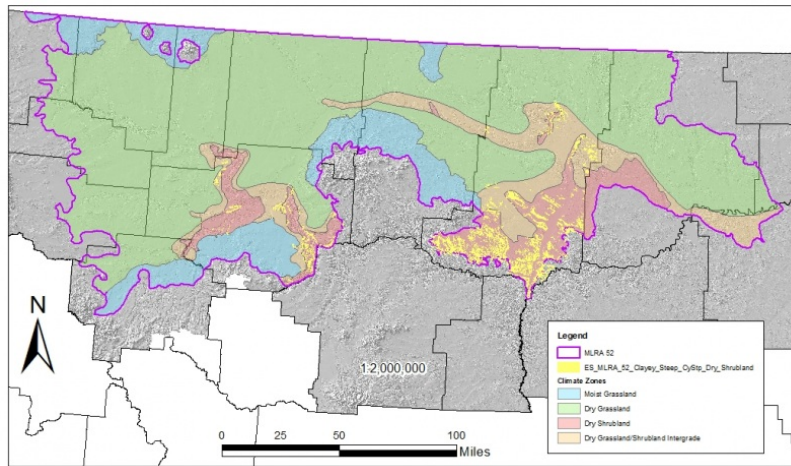 N
1:2,000,000
0 25 50 100
Miles
Legend
MLRA 52
ES_MLRA_52_Clayey_Steep_CyStp_Dry_Shrubland
Climate Zones
Moist Grassland
Dry Grassland
Dry Shrubland
Dry Grassland/Shrubland Intergrade